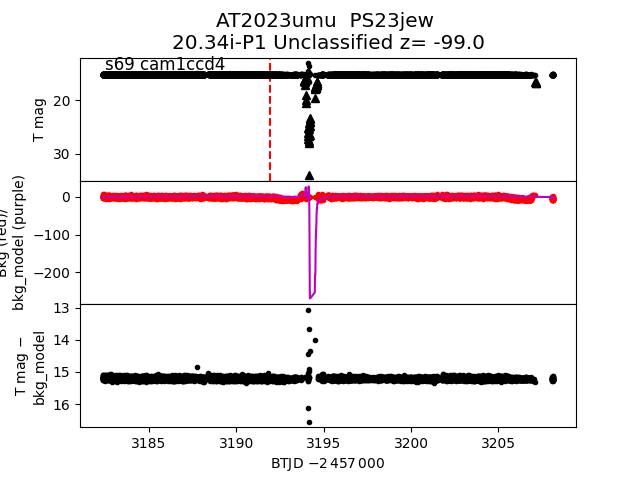 AT2023umu PS23jew
20.34i-P1 Unclassified z= -99.0
s69 cam1ccd4
T mag
20
30
Bkg (red)/
bkg_model (purple)
0
−100
−200
T mag −
bkg_model
13
14
15
16
3185
3190
3195
3200
3205
BTJD −2 457 000